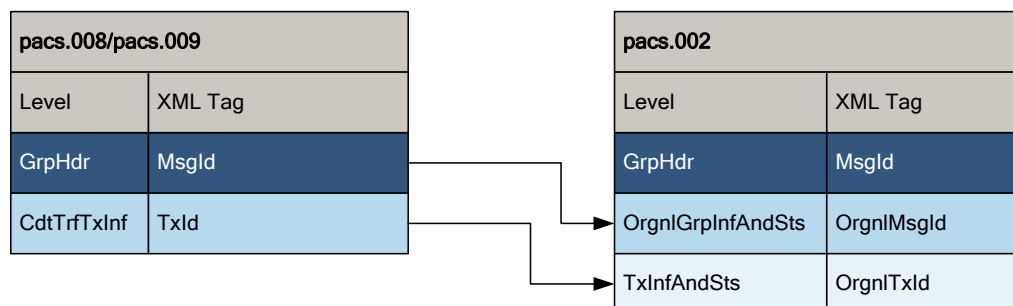 pacs.008/pacs.009
Level XML Tag
GrpHdr MsgId
CdtTrfTxInf TxId
pacs.002
Level XML Tag
GrpHdr MsgId
OrgnlGrpInfAndSts OrgnlMsgId
TxInfAndSts OrgnlTxId